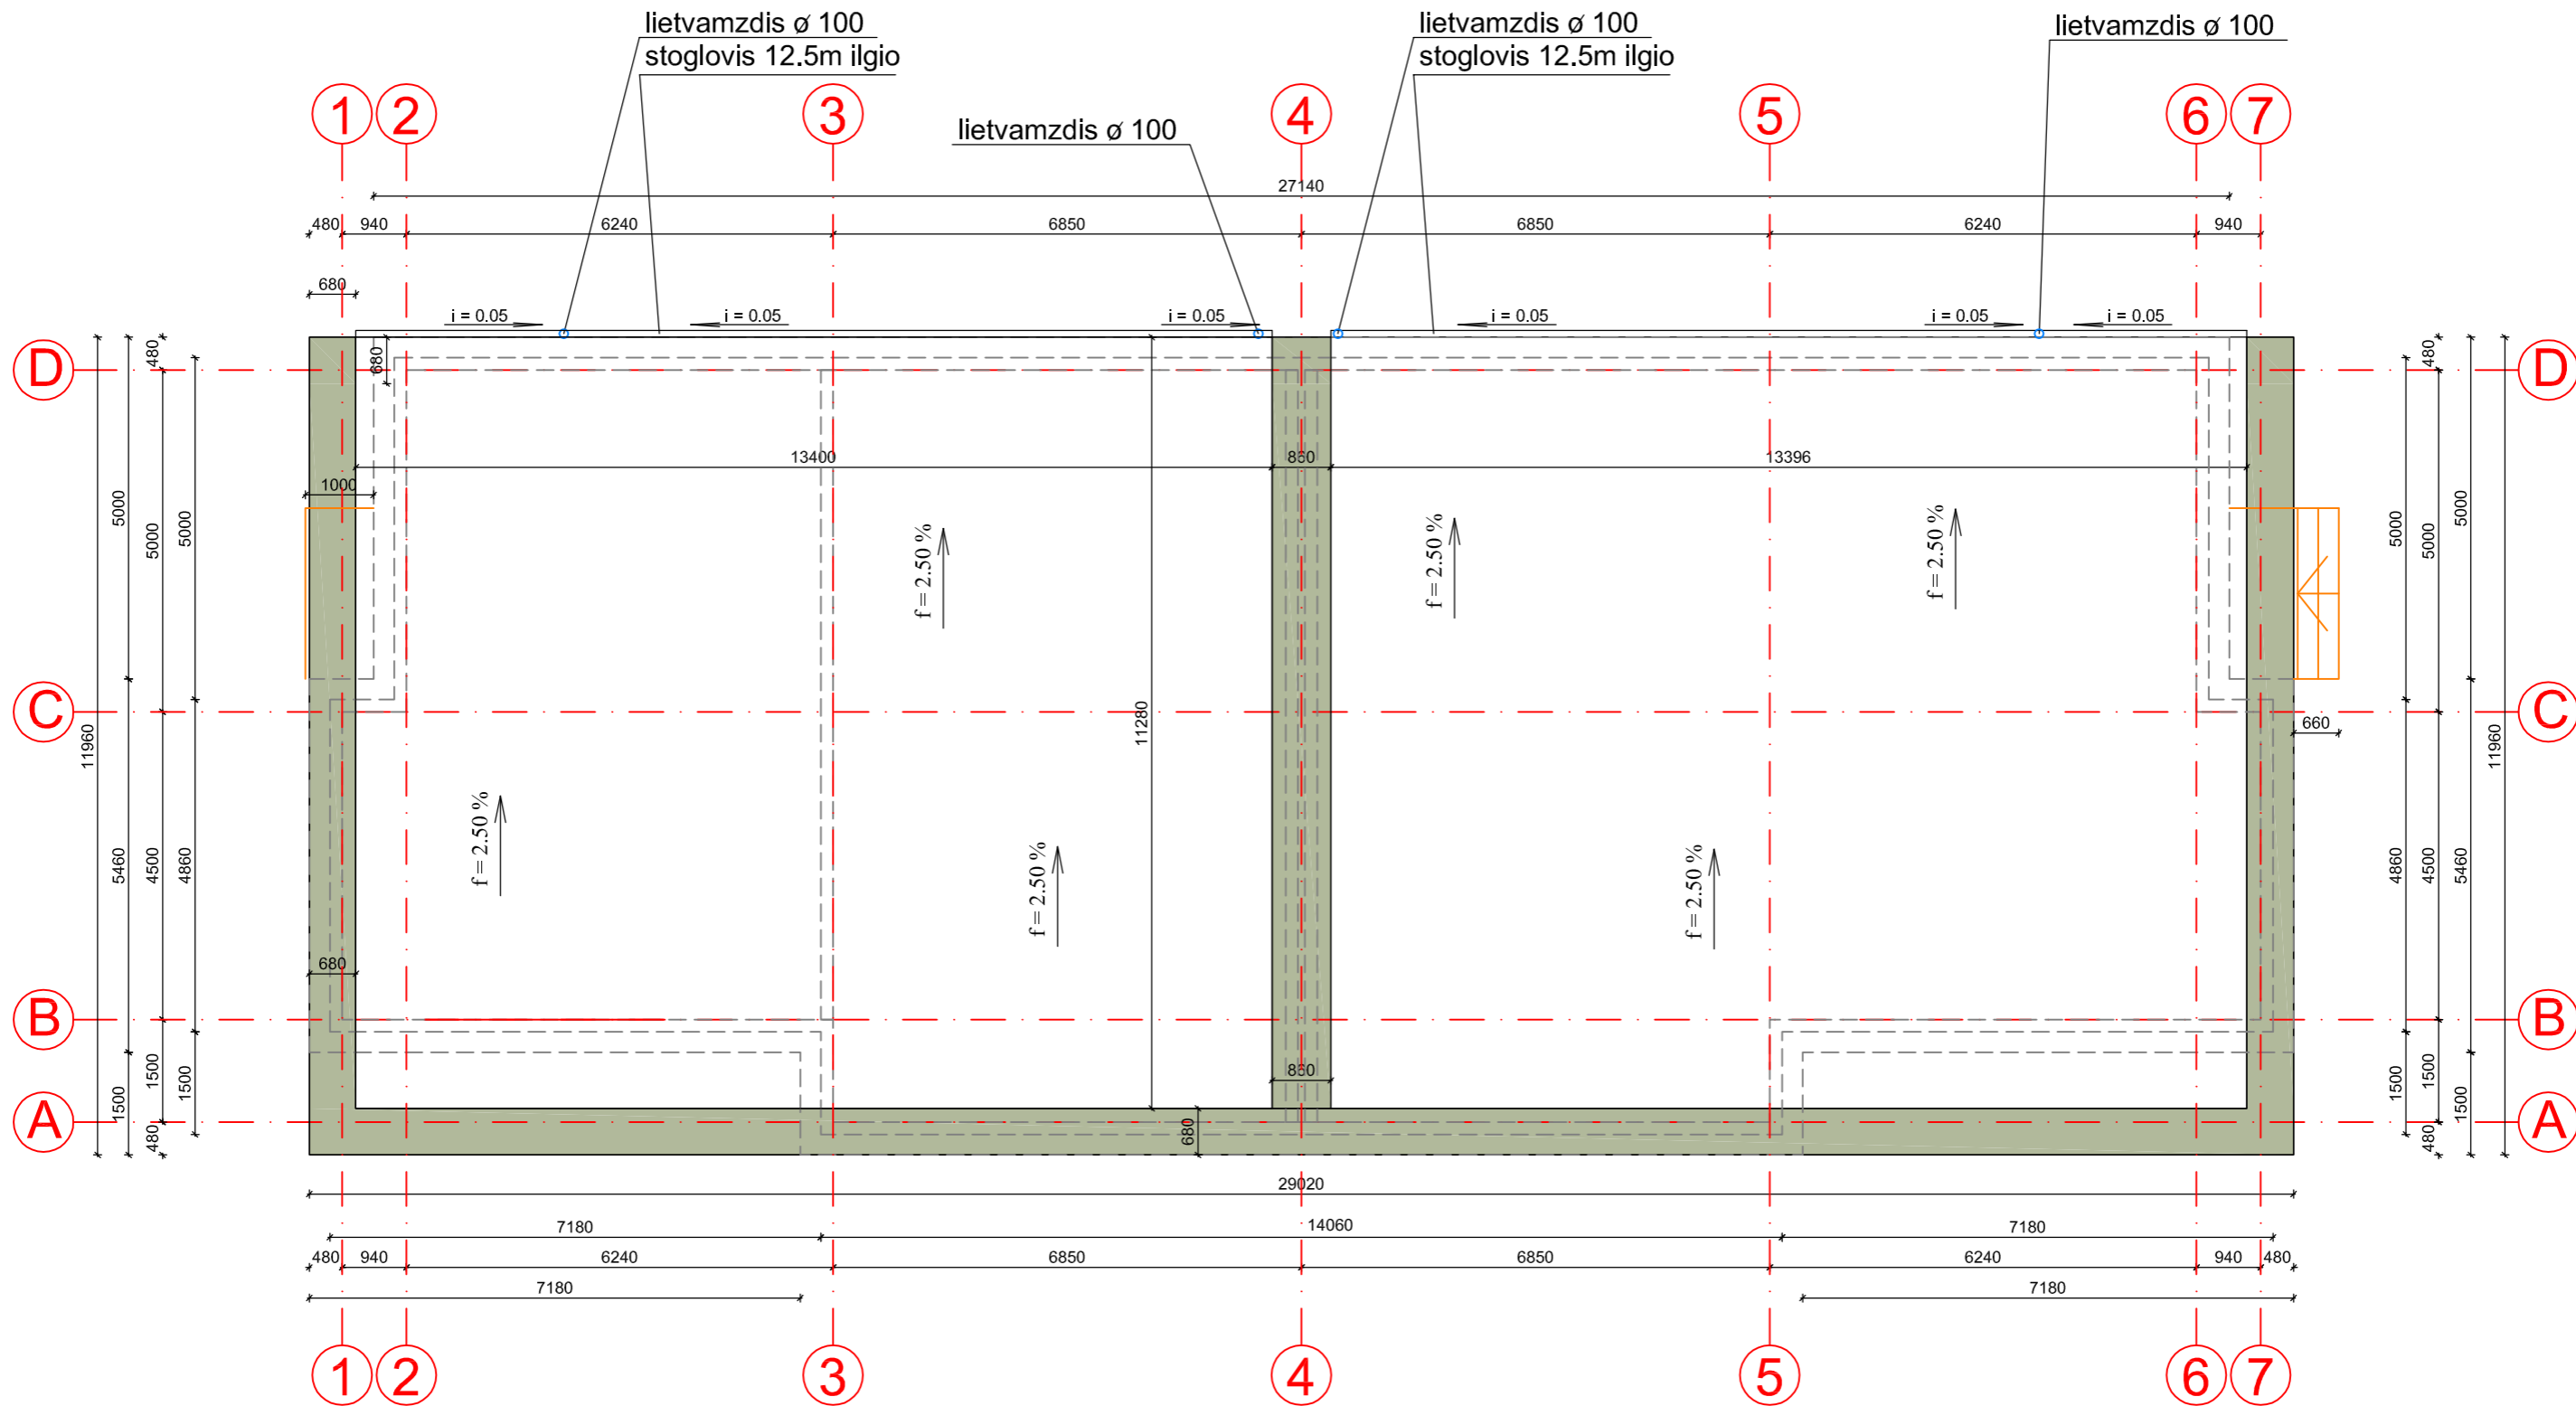 lietvamzdis ø 100
stoglovis 12.5m ilgio
lietvamzdis ø 100
stoglovis 12.5m ilgio
lietvamzdis ø 100
lietvamzdis ø 100
1 2 3 4 5 6 7
27140
480 940 6240 6850 6850 6240 940
680
i = 0.05 i = 0.05 i = 0.05 i = 0.05 i = 0.05 i = 0.05
D 480 680 480 D
13400 860 13396
1000
5000 5000 5000 5000 5000 5000
f = 2.50 % f = 2.50 % f = 2.50 %
C C
11960 11280 660 11960
5460 4500 4860 4860 4500 5460
f = 2.50 % f = 2.50 % f = 2.50 %
680
B B
1500 1500 1500 860 1500 1500 1500
A 480 680 480 A
29020
7180 14060 7180
480 940 6240 6850 6850 6240 940 480
7180 7180
1 2 3 4 5 6 7